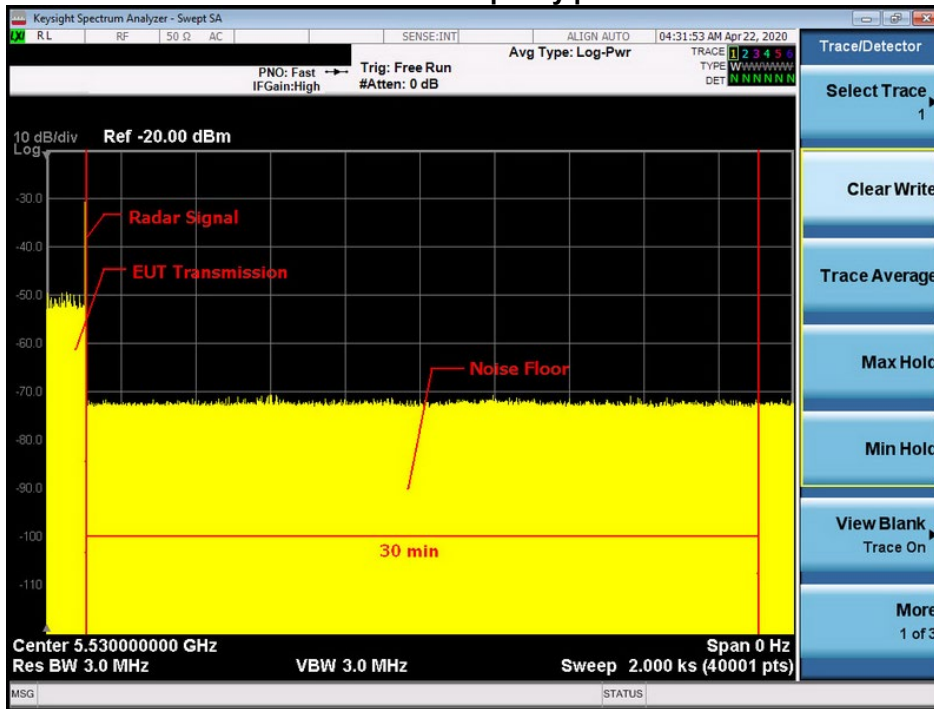 Keysight Spectrum Analyzer - Swept SA
LXI RL RF 50 Ω AC SENSE:INT ALIGN AUTO 04:31:53 AM Apr 22, 2020
Trace/Detector
Avg Type: Log-Pwr
TRACE 1 2 3 4 5 6
TYPE WWWWWW
DET N N N N N N
PNO: Fast
IFGain:High
Trig: Free Run
#Atten: 0 dB
Select Trace
1
10 dB/div Ref -20.00 dBm
Log
Clear Write
-30.0
Radar Signal
-40.0
EUT Transmission
Trace Average
-50.0
-60.0
Noise Floor
Max Hold
-70.0
-80.0
Min Hold
-90.0
View Blank
Trace On
-100
30 min
-110
More
1 of 3
Center 5.530000000 GHz Span 0 Hz
Res BW 3.0 MHz VBW 3.0 MHz Sweep 2.000 ks (40001 pts)
MSG STATUS